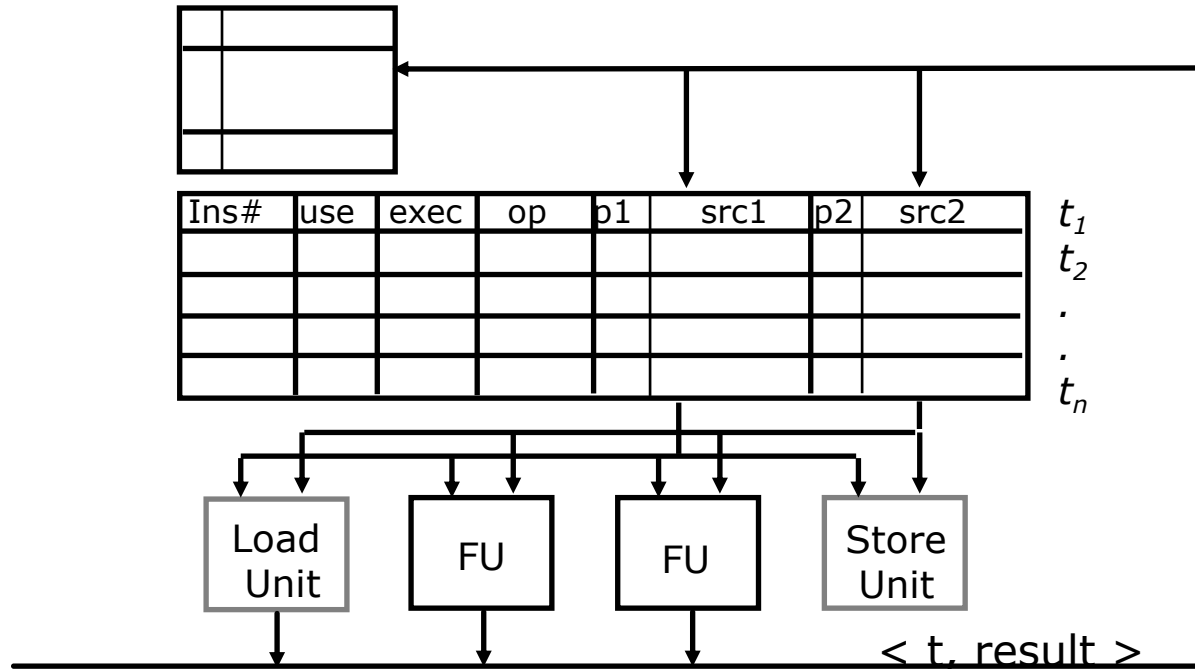 Ins# use exec op p1 src1 p2 src2 t1
t2
.
.
tn
Load Unit
FU
FU
Store Unit
< t, result >